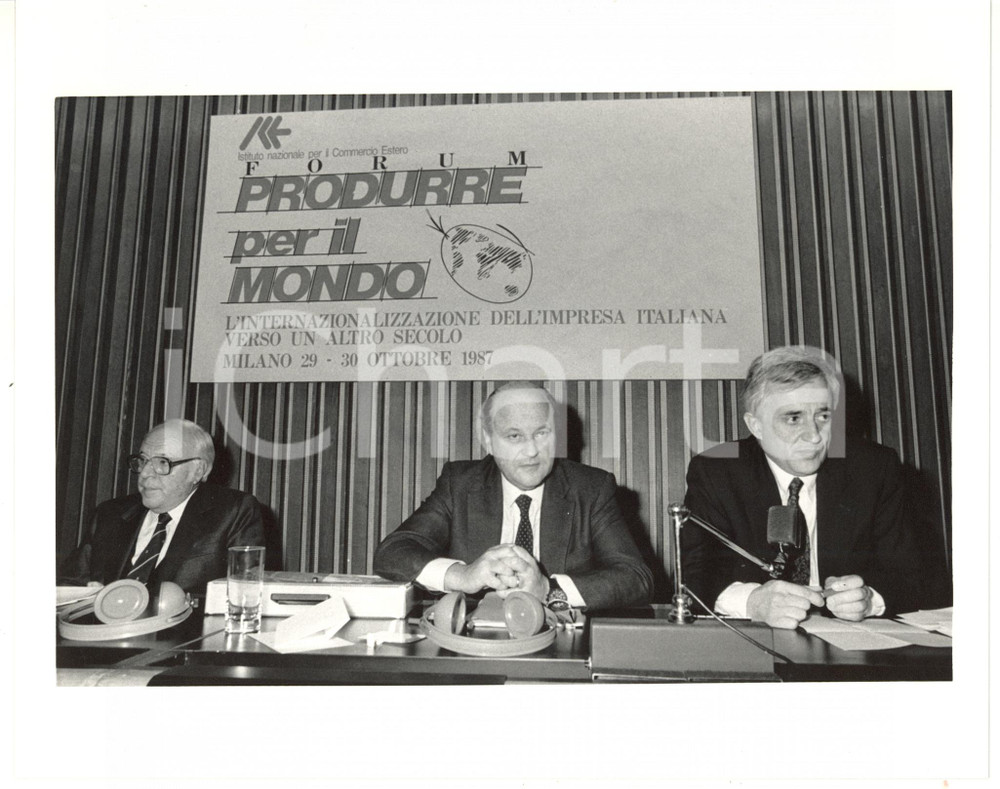 Istituto nazionale per il Commercio Estero
FORUM
PRODURRE
per il
MONDO
L'INTERNAZIONALIZZAZIONE DELL'IMPRESA ITALIANA
VERSO UN ALTRO SECOLO
MILANO 29 - 30 OTTOBRE 1987
icharta